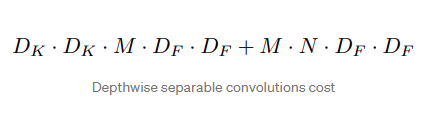 D_K · D_K · M · D_F · D_F + M · N · D_F · D_F
Depthwise separable convolutions cost